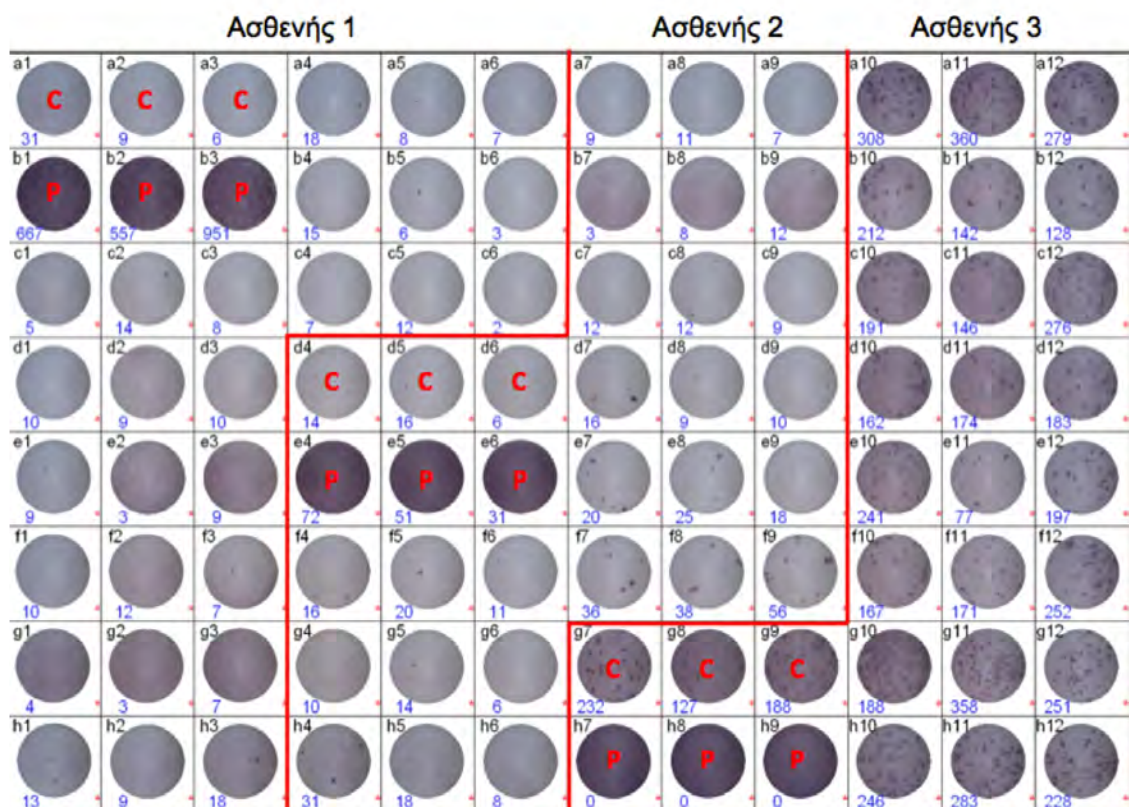 Ασθενής 1 Ασθενής 2 Ασθενής 3
a1 a2 a3 a4 a5 a6 a7 a8 a9 a10 a11 a12
C C C
31 9 6 18 8 7 9 11 7 308 360 279
b1 b2 b3 b4 b5 b6 b7 b8 b9 b10 b11 b12
P P P
667 557 951 15 6 3 3 8 12 212 142 128
c1 c2 c3 c4 c5 c6 c7 c8 c9 c10 c11 c12
5 14 8 7 12 2 12 12 9 191 146 276
d1 d2 d3 d4 d5 d6 d7 d8 d9 d10 d11 d12
C C C
10 9 10 14 16 6 16 9 10 162 174 183
e1 e2 e3 e4 e5 e6 e7 e8 e9 e10 e11 e12
P P P
9 3 9 72 51 31 20 25 18 241 77 197
f1 f2 f3 f4 f5 f6 f7 f8 f9 f10 f11 f12
10 12 7 16 20 11 36 38 56 167 171 252
g1 g2 g3 g4 g5 g6 g7 g8 g9 g10 g11 g12
C C C
4 3 7 10 14 6 232 127 188 188 358 251
h1 h2 h3 h4 h5 h6 h7 h8 h9 h10 h11 h12
P P P
13 9 18 31 18 8 0 0 0 246 283 228